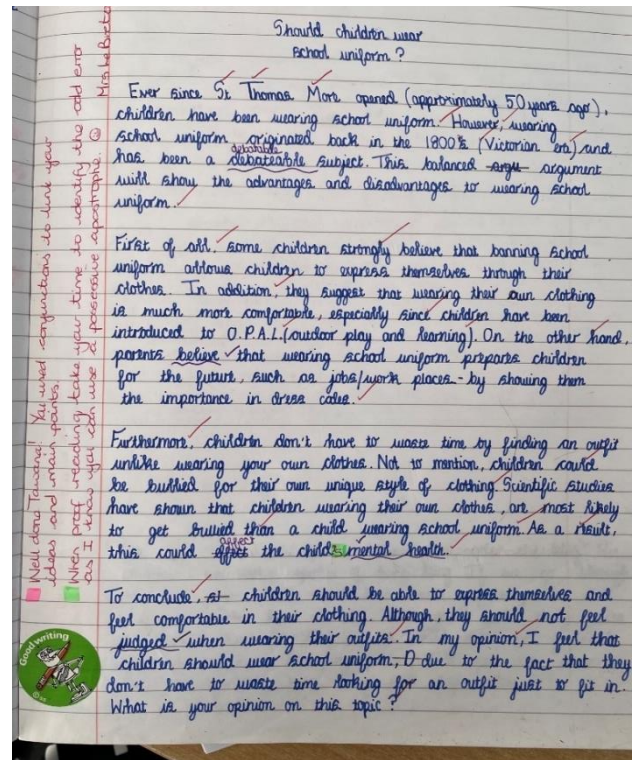 Should children wear
school uniform?
Ever since St Thomas More opened (approximately 50 years ago),
children have been wearing school uniform. However, wearing
school uniform originated back in the 1800's (Victorian era) and
debatable
has been a debateable subject. This balanced argu argument
will show the advantages and disadvantages to wearing school
uniform.
First of all, some children strongly believe that banning school
uniform allows children to express themselves through their
clothes. In addition, they suggest that wearing their own clothing
is much more comfortable, especially since children have been
introduced to O.P.A.L. (outdoor play and learning). On the other hand,
parents believe that wearing school uniform prepares children
for the future, such as jobs/work places - by showing them
the importance in dress codes.
Furthermore, children don't have to waste time by finding an outfit
unlike wearing your own clothes. Not to mention, children could
be bullied for their own unique style of clothing. Scientific studies
have shown that children wearing their own clothes, are most likely
to get bullied than a child wearing school uniform. As a result,
affect
this could effect the childs mental health.
To conclude, children should be able to express themselves and
feel comfortable in their clothing. Although, they should not feel
judged when wearing their outfits. In my opinion, I feel that
children should wear school uniform, due to the fact that they
don't have to waste time looking for an outfit just to fit in.
What is your opinion on this topic?
Well done! You used conjunctions to link your
ideas and main points.
When proof reading take your time to identify the odd error
as I know you can use a possessive apostrophe.
Good writing